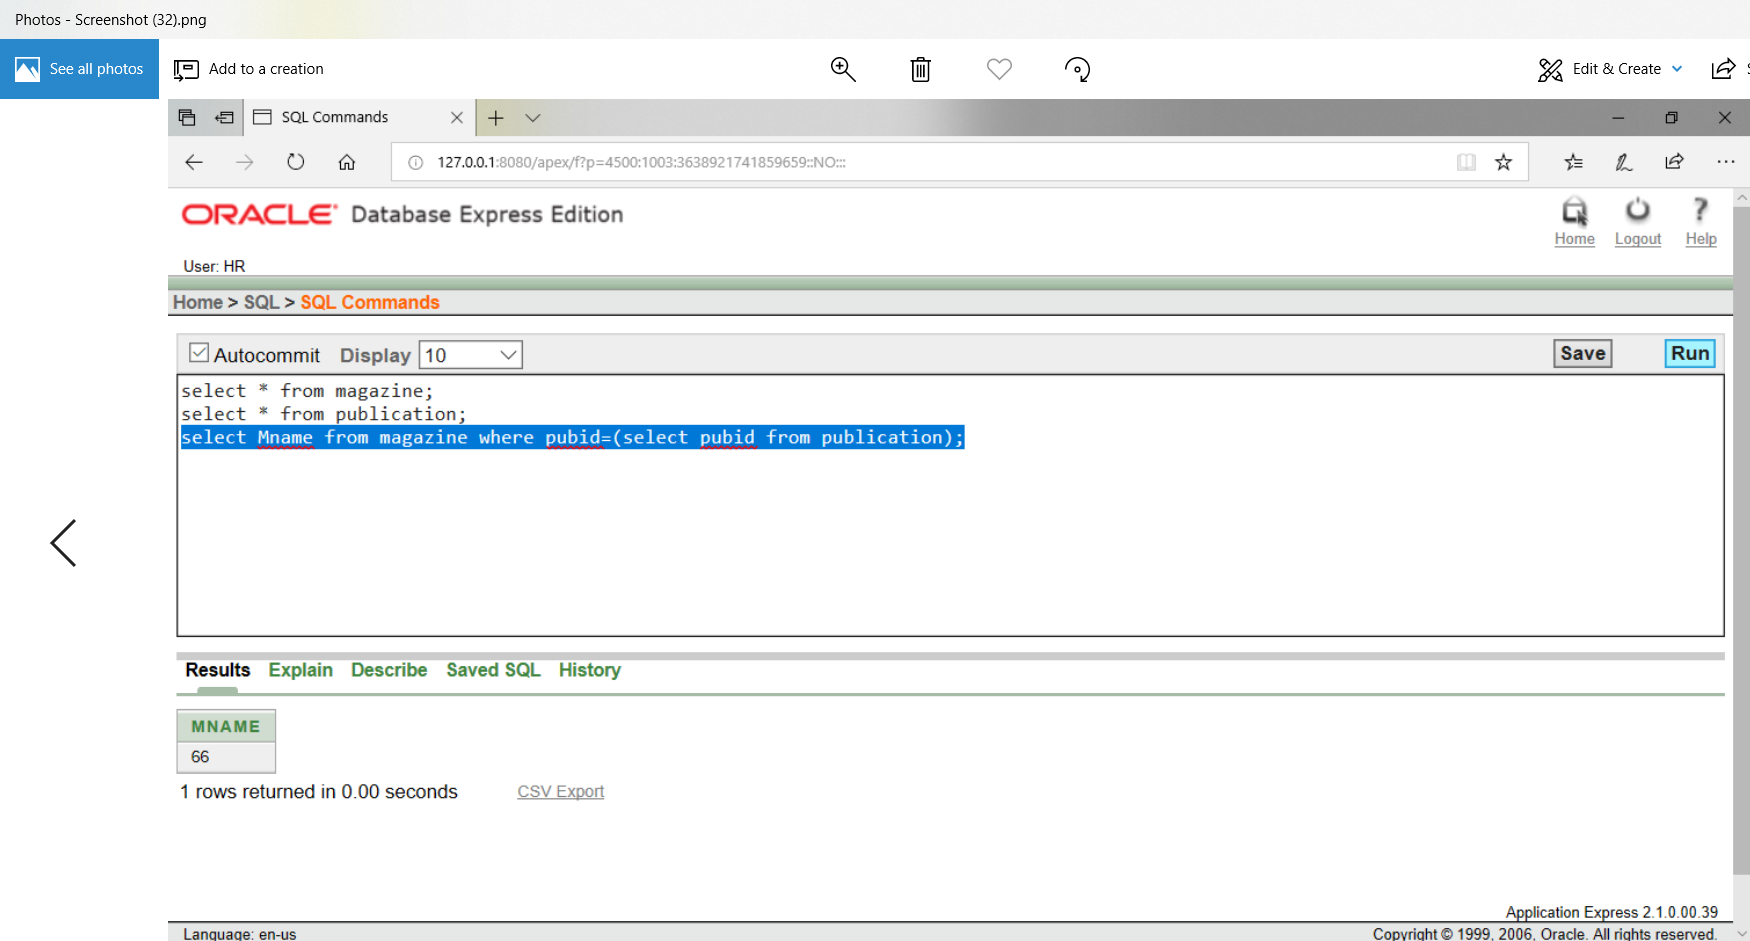 Photos - Screenshot (32).png
See all photos
Add to a creation
Edit & Create
SQL Commands
127.0.0.1:8080/apex/f?p=4500:1003:3638921741859659::NO:::
ORACLE Database Express Edition
Home Logout Help
User: HR
Home > SQL > SQL Commands
Autocommit Display 10 Save Run
select * from magazine;
select * from publication;
select Mname from magazine where pubid=(select pubid from publication);
Results Explain Describe Saved SQL History
MNAME
66
1 rows returned in 0.00 seconds CSV Export
Application Express 2.1.0.00.39
Language: en-us Copyright © 1999, 2006, Oracle. All rights reserved.